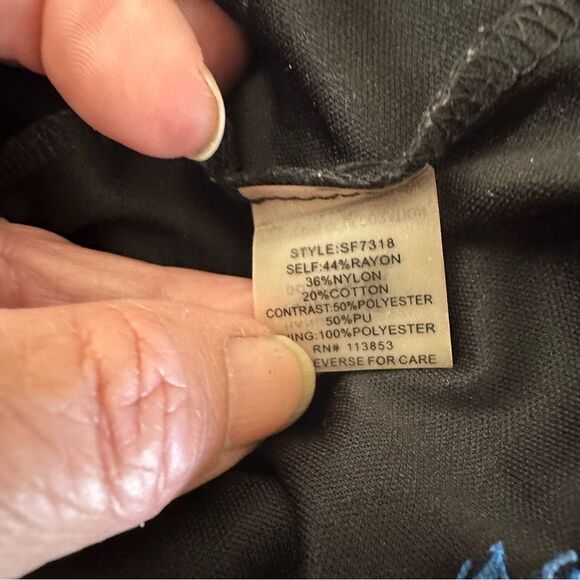 STYLE:SF7318
SELF:44%RAYON
36%NYLON
20%COTTON
CONTRAST:50%POLYESTER
50%PU
ING:100%POLYESTER
RN# 113853
EVERSE FOR CARE